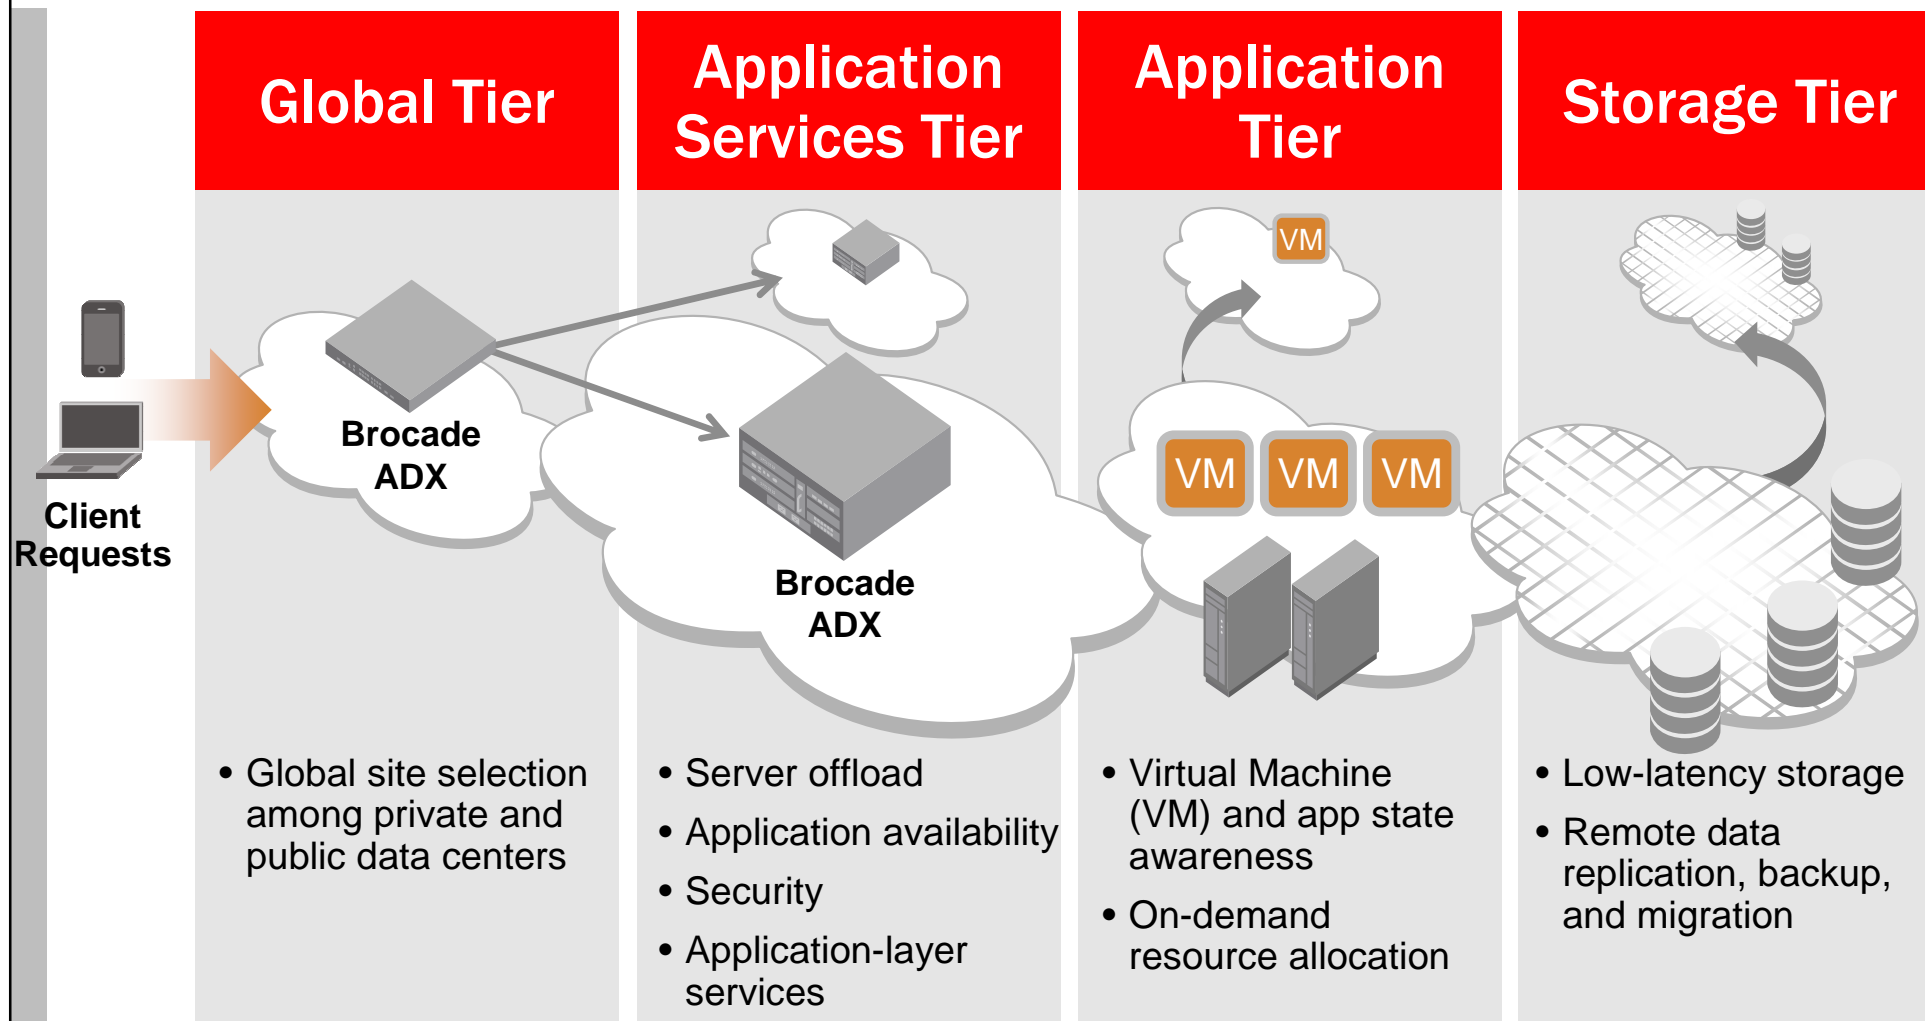 Global Tier
Application
Services Tier
Application
Tier
Storage Tier
Client
Requests
Brocade
ADX
Brocade
ADX
VM
VM
VM
VM
• Global site selection
among private and
public data centers
• Server offload
• Application availability
• Security
• Application-layer
services
• Virtual Machine
(VM) and app state
awareness
• On-demand
resource allocation
• Low-latency storage
• Remote data
replication, backup,
and migration